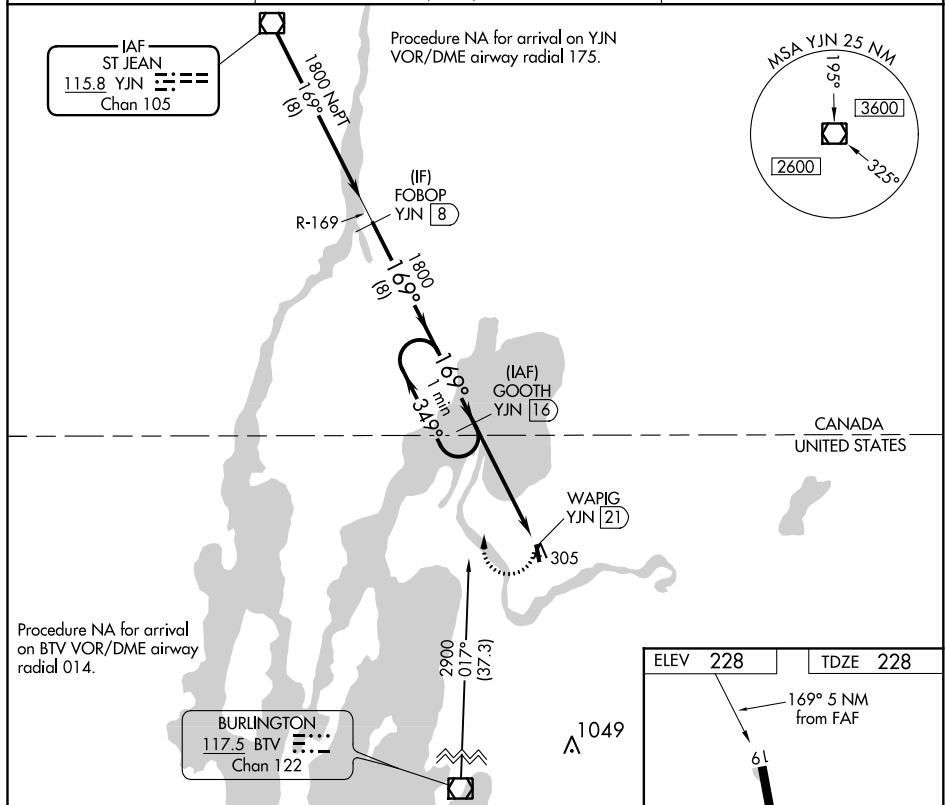 IAF
ST JEAN
115.8 YJN
Chan 105
Procedure NA for arrival on YJN
VOR/DME airway radial 175.
MSA YJN 25 NM
195°
3600
2600
325°
1800 NoPT
169°
(8)
(IF)
FOBOP
YJN 8
R-169
1800
169°
(8)
169°
1 min
349°
(IAF)
GOOTH
YJN 16
CANADA
UNITED STATES
WAPIG
YJN 21
305
Procedure NA for arrival
on BTV VOR/DME airway
radial 014.
2900
017°
(37.3)
BURLINGTON
117.5 BTV
Chan 122
1049
ELEV 228
TDZE 228
169° 5 NM
from FAF
19